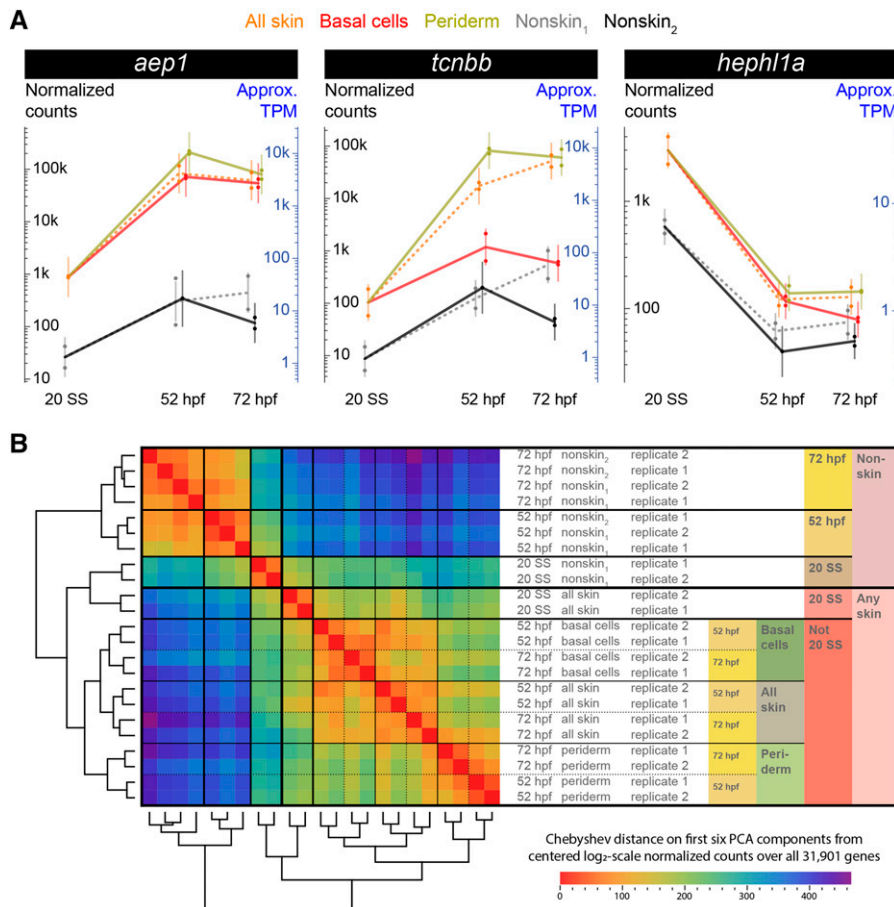 A
All skin Basal cells Periderm Nonskin₁ Nonskin₂
aep1
tcnbb
hephl1a
Normalized counts
Approx. TPM
Normalized counts
Approx. TPM
Normalized counts
Approx. TPM
100k
10k
1k
100
10
10k
1k
100
10
1
100k
10k
1k
100
10
10k
1k
100
10
1
1k
100
10
1
20 SS 52 hpf 72 hpf
20 SS 52 hpf 72 hpf
20 SS 52 hpf 72 hpf
B
72 hpf nonskin₂ replicate 2
72 hpf nonskin₂ replicate 1
72 hpf nonskin₁ replicate 2
72 hpf nonskin₁ replicate 1
52 hpf nonskin₂ replicate 1
52 hpf nonskin₁ replicate 2
52 hpf nonskin₁ replicate 1
20 SS nonskin₁ replicate 1
20 SS nonskin₁ replicate 2
20 SS all skin replicate 2
20 SS all skin replicate 1
52 hpf basal cells replicate 2
52 hpf basal cells replicate 1
72 hpf basal cells replicate 2
72 hpf basal cells replicate 1
52 hpf all skin replicate 2
52 hpf all skin replicate 1
72 hpf all skin replicate 1
72 hpf all skin replicate 2
72 hpf periderm replicate 1
72 hpf periderm replicate 2
52 hpf periderm replicate 1
52 hpf periderm replicate 2
72 hpf
52 hpf
20 SS
Non-
skin
20 SS
Any
skin
Not
20 SS
52 hpf
72 hpf
Basal
cells
52 hpf
72 hpf
All
skin
72 hpf
52 hpf
Peri-
derm
Chebyshev distance on first six PCA components from
centered log₂-scale normalized counts over all 31,901 genes
0 100 200 300 400